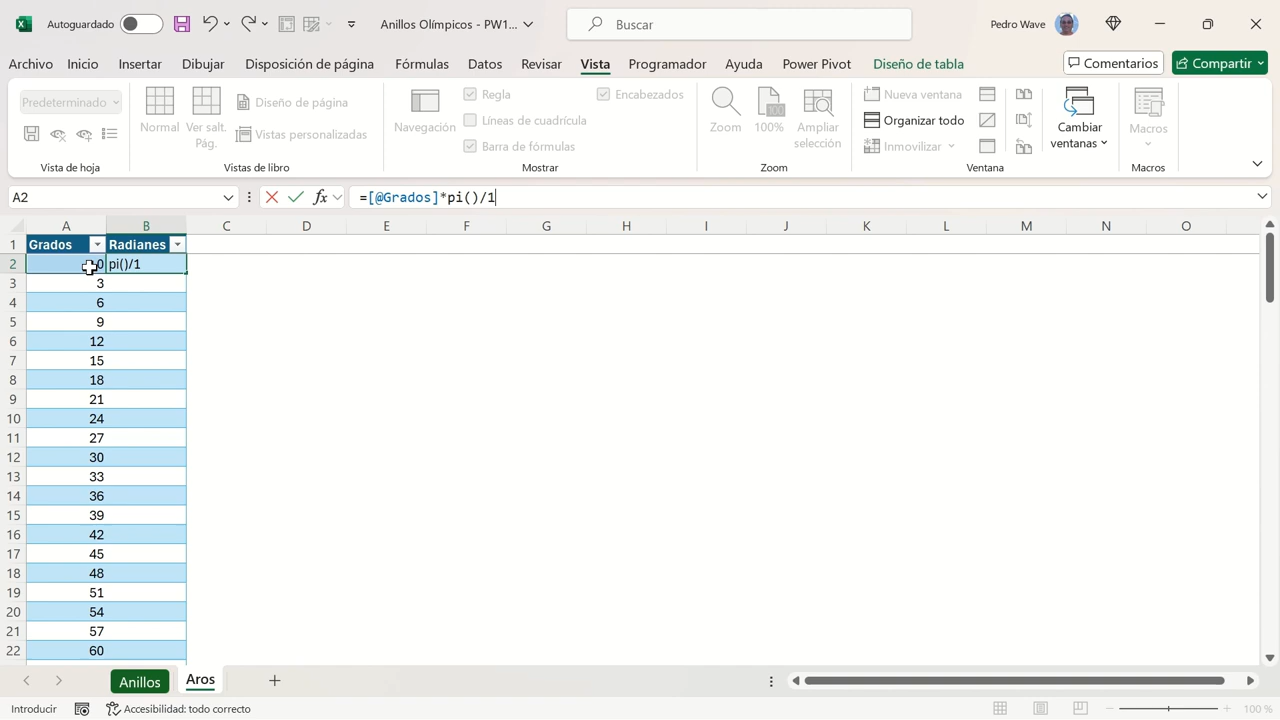 Autoguardado
Anillos Olímpicos - PW1...
Buscar
Pedro Wave
Archivo Inicio Insertar Dibujar Disposición de página Fórmulas Datos Revisar Vista Programador Ayuda Power Pivot Diseño de tabla
Comentarios Compartir
Predeterminado
Vista de hoja
Normal
Ver salt. Pág.
Diseño de página
Vistas personalizadas
Vistas de libro
Navegación
Regla
Líneas de cuadrícula
Barra de fórmulas
Encabezados
Mostrar
Zoom
100%
Ampliar selección
Zoom
Nueva ventana
Organizar todo
Inmovilizar
Cambiar ventanas
Ventana
Macros
Macros
A2
fx
=[@Grados]*pi()/1
A B C D E F G H I J K L M N O
1 Grados Radianes
2 0 pi()/1
3 3
4 6
5 9
6 12
7 15
8 18
9 21
10 24
11 27
12 30
13 33
14 36
15 39
16 42
17 45
18 48
19 51
20 54
21 57
22 60
Anillos Aros
Introducir
Accesibilidad: todo correcto
100 %